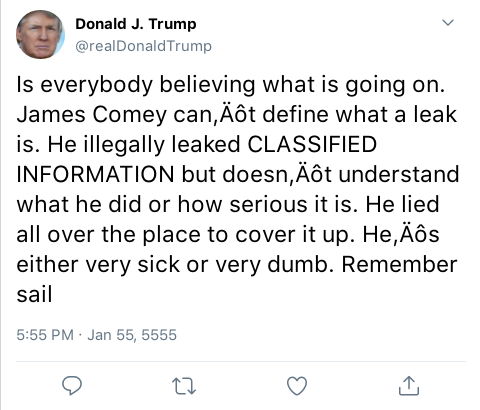 Donald J. Trump
@realDonaldTrump
Is everybody believing what is going on.
James Comey can‚Äôt define what a leak
is. He illegally leaked CLASSIFIED
INFORMATION but doesn‚Äôt understand
what he did or how serious it is. He lied
all over the place to cover it up. He‚Äôs
either very sick or very dumb. Remember
sail
5:55 PM · Jan 55, 5555